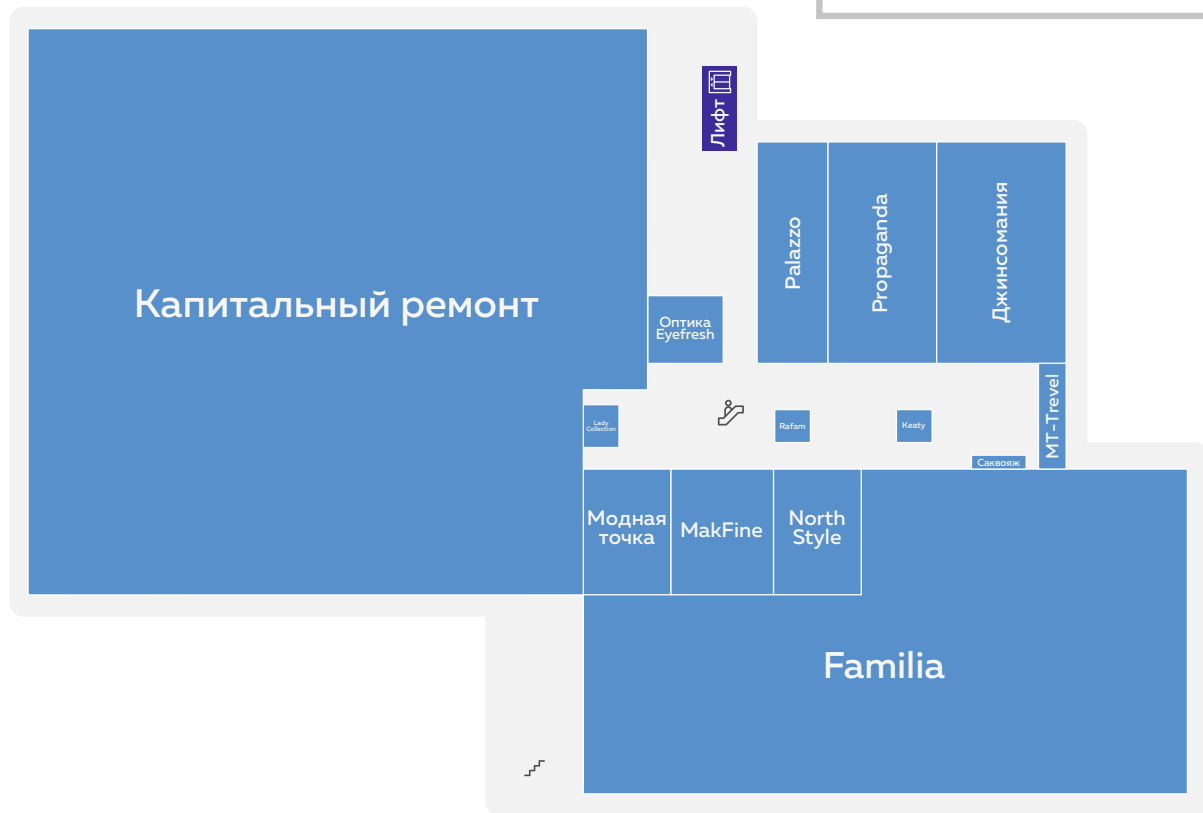 Лифт
Palazzo
Propaganda
Джинсомания
Капитальный ремонт
Оптика
Eyefresh
MT-Trevel
Lady
Collection
Rafam
Keaty
Саквояж
Модная
точка
MakFine
North
Style
Familia